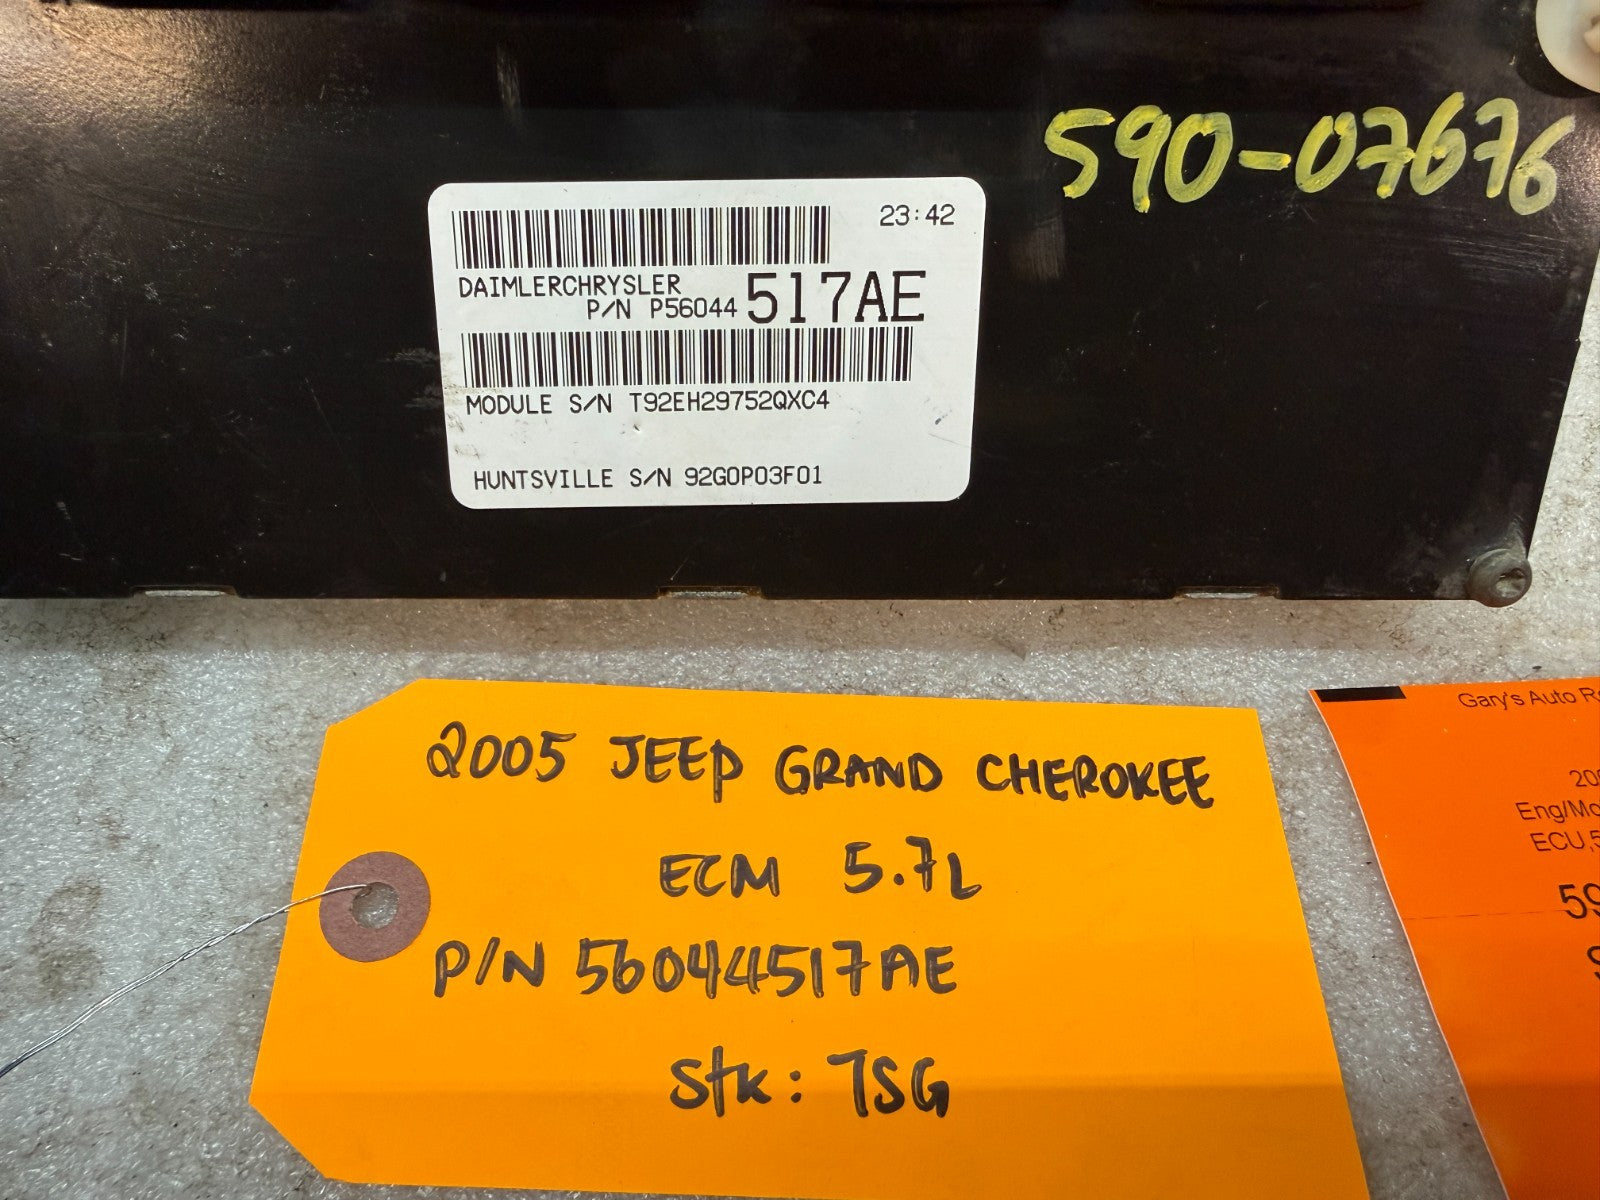 590-07676
23:42
DAIMLERCHRYSLER
P/N P56044 517AE
MODULE S/N T92EH29752QXC4
HUNTSVILLE S/N 92G0P03F01
2005 JEEP GRAND CHEROKEE
ECM 5.7L
P/N 56044517AE
Stk: TSG
Gary's Auto
Eng/Mo
ECU,5